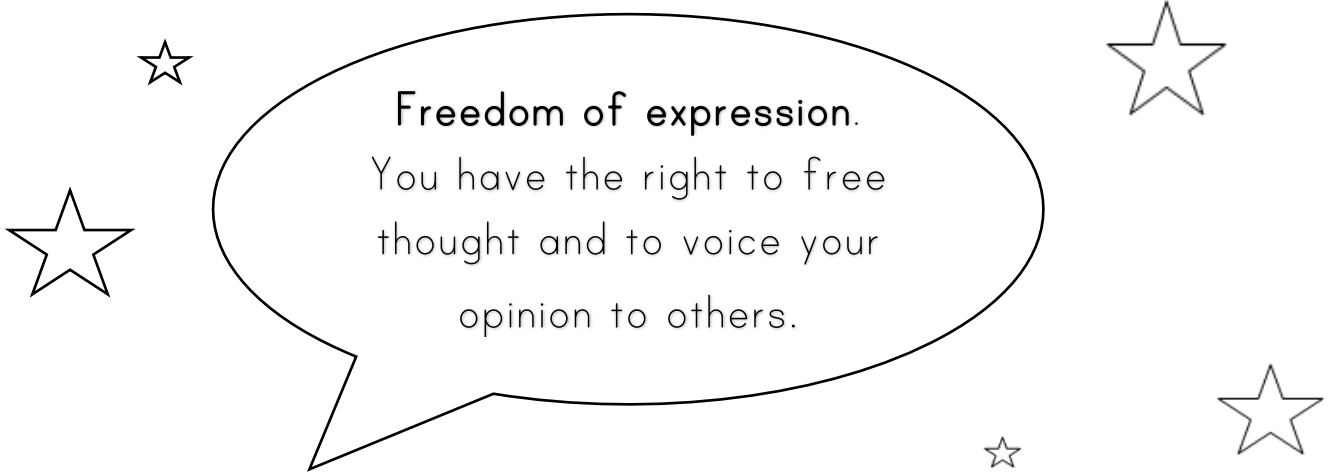 Freedom of expression.
You have the right to free
thought and to voice your
opinion to others.